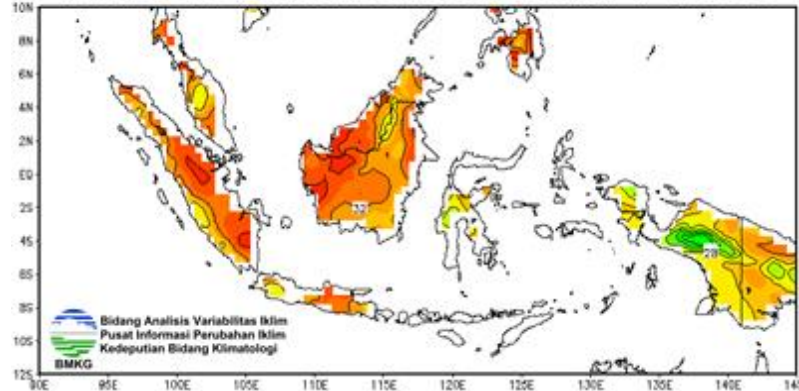 10N
8N
6N
4N
2N
EQ
2S
4S
6S
8S
10S
12S
32
28
Bidang Analisis Variabilitas Iklim
Pusat Informasi Perubahan Iklim
Kedeputian Bidang Klimatologi
BMKG
90E 95E 100E 105E 110E 115E 120E 125E 130E 135E 140E